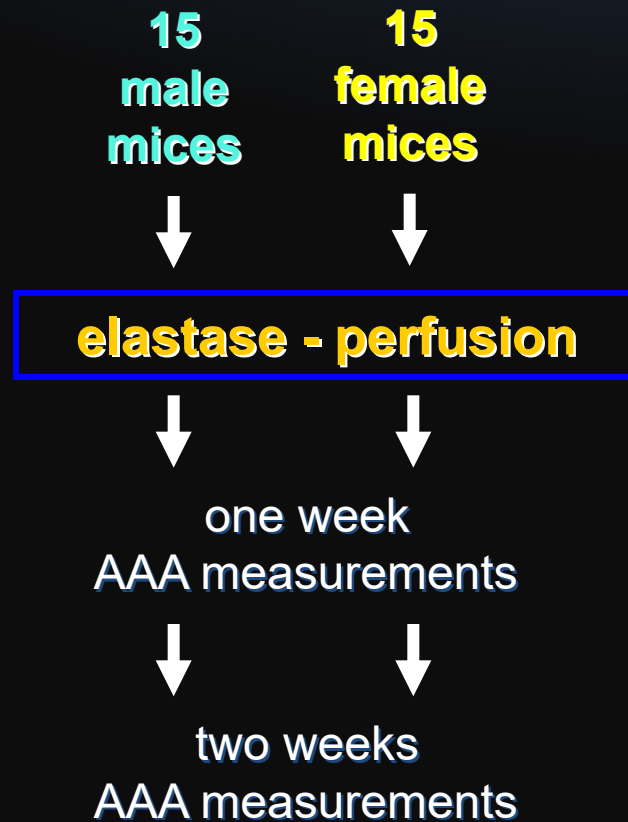 15
male
mices
15
female
mices
elastase - perfusion
one week
AAA measurements
two weeks
AAA measurements